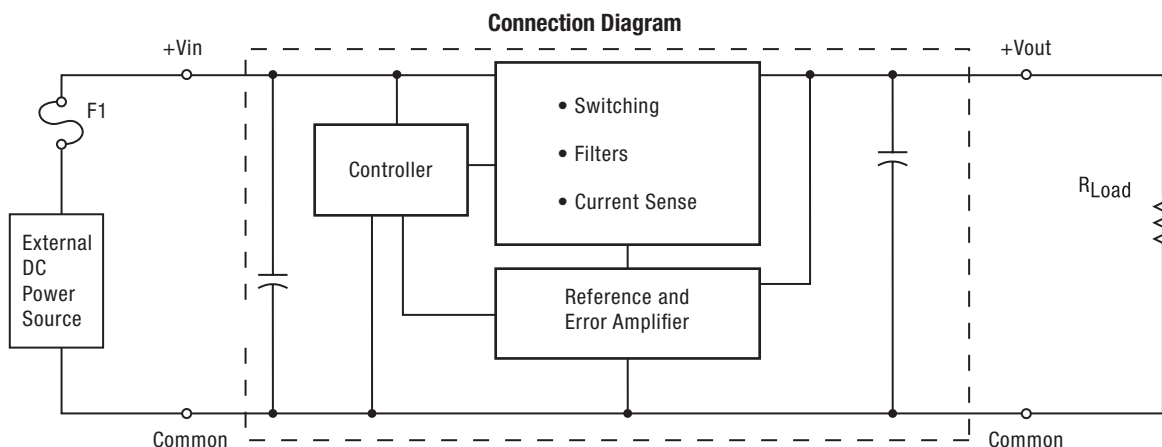 Connection Diagram
+Vin
+Vout
F1
• Switching
• Filters
• Current Sense
Controller
RLoad
External
DC
Power
Source
Reference and
Error Amplifier
Common
Common